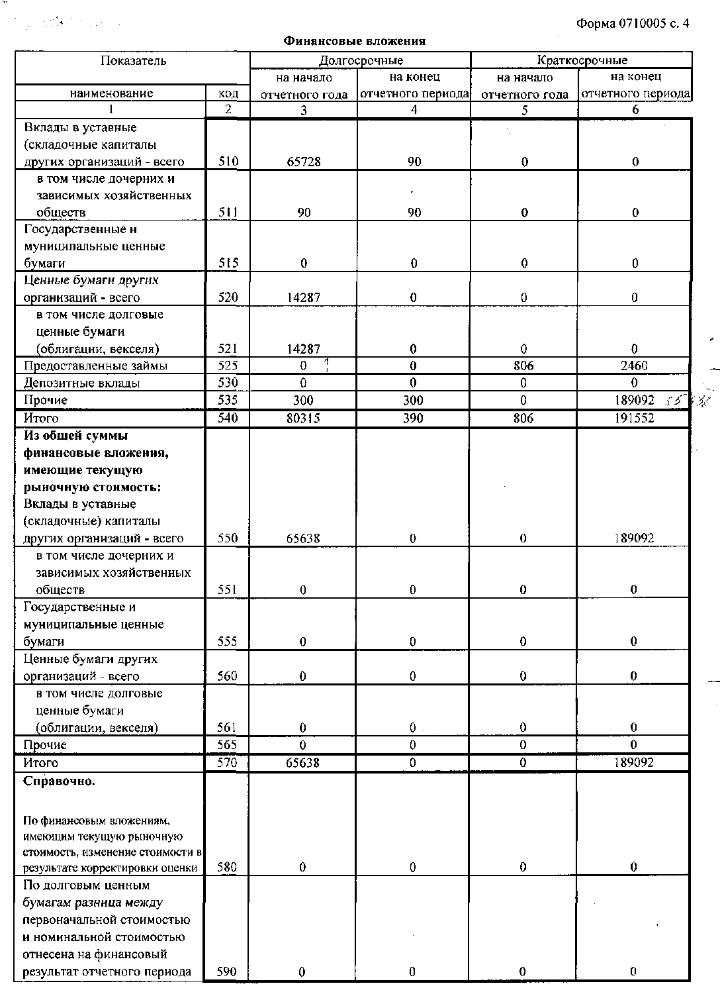 Форма 0710005 с. 4
Финансовые вложения
Показатель Долгосрочные Краткосрочные
на начало на конец на начало на конец
наименование код отчетного года отчетного периода отчетного года отчетного периода
1 2 3 4 5 6
Вклады в уставные
(складочные капиталы
других организаций - всего 510 65728 90 0 0
в том числе дочерних и
зависимых хозяйственных
обществ 511 90 90 0 0
Государственные и
муниципальные ценные
бумаги 515 0 0 0 0
Ценные бумаги других
организаций - всего 520 14287 0 0 0
в том числе долговые
ценные бумаги
(облигации, векселя) 521 14287 0 0 0
Предоставленные займы 525 0 0 806 2460
Депозитные вклады 530 0 0 0 0
Прочие 535 300 300 0 189092
Итого 540 80315 390 806 191552
Из общей суммы
финансовые вложения,
имеющие текущую
рыночную стоимость:
Вклады в уставные
(складочные) капиталы
других организаций - всего 550 65638 0 0 189092
в том числе дочерних и
зависимых хозяйственных
обществ 551 0 0 0 0
Государственные и
муниципальные ценные
бумаги 555 0 0 0 0
Ценные бумаги других
организаций - всего 560 0 0 0 0
в том числе долговые
ценные бумаги
(облигации, векселя) 561 0 0 0 0
Прочие 565 0 0 0 0
Итого 570 65638 0 0 189092
Справочно.
По финансовым вложениям,
имеющим текущую рыночную
стоимость, изменение стоимости в
результате корректировки оценки 580 0 0 0 0
По долговым ценным
бумагам разница между
первоначальной стоимостью
и номинальной стоимостью
отнесена на финансовый
результат отчетного периода 590 0 0 0 0